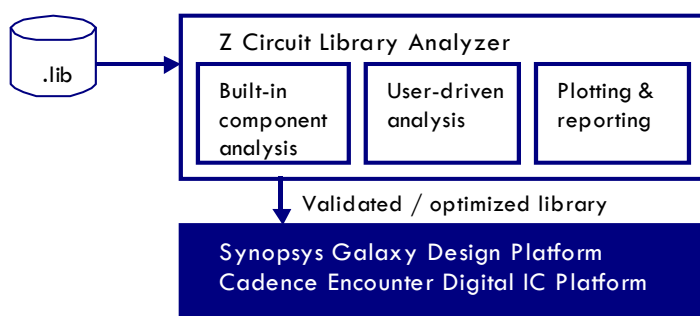 .lib
Z Circuit Library Analyzer
Built-in
component
analysis
User-driven
analysis
Plotting &
reporting
Validated / optimized library
Synopsys Galaxy Design Platform
Cadence Encounter Digital IC Platform